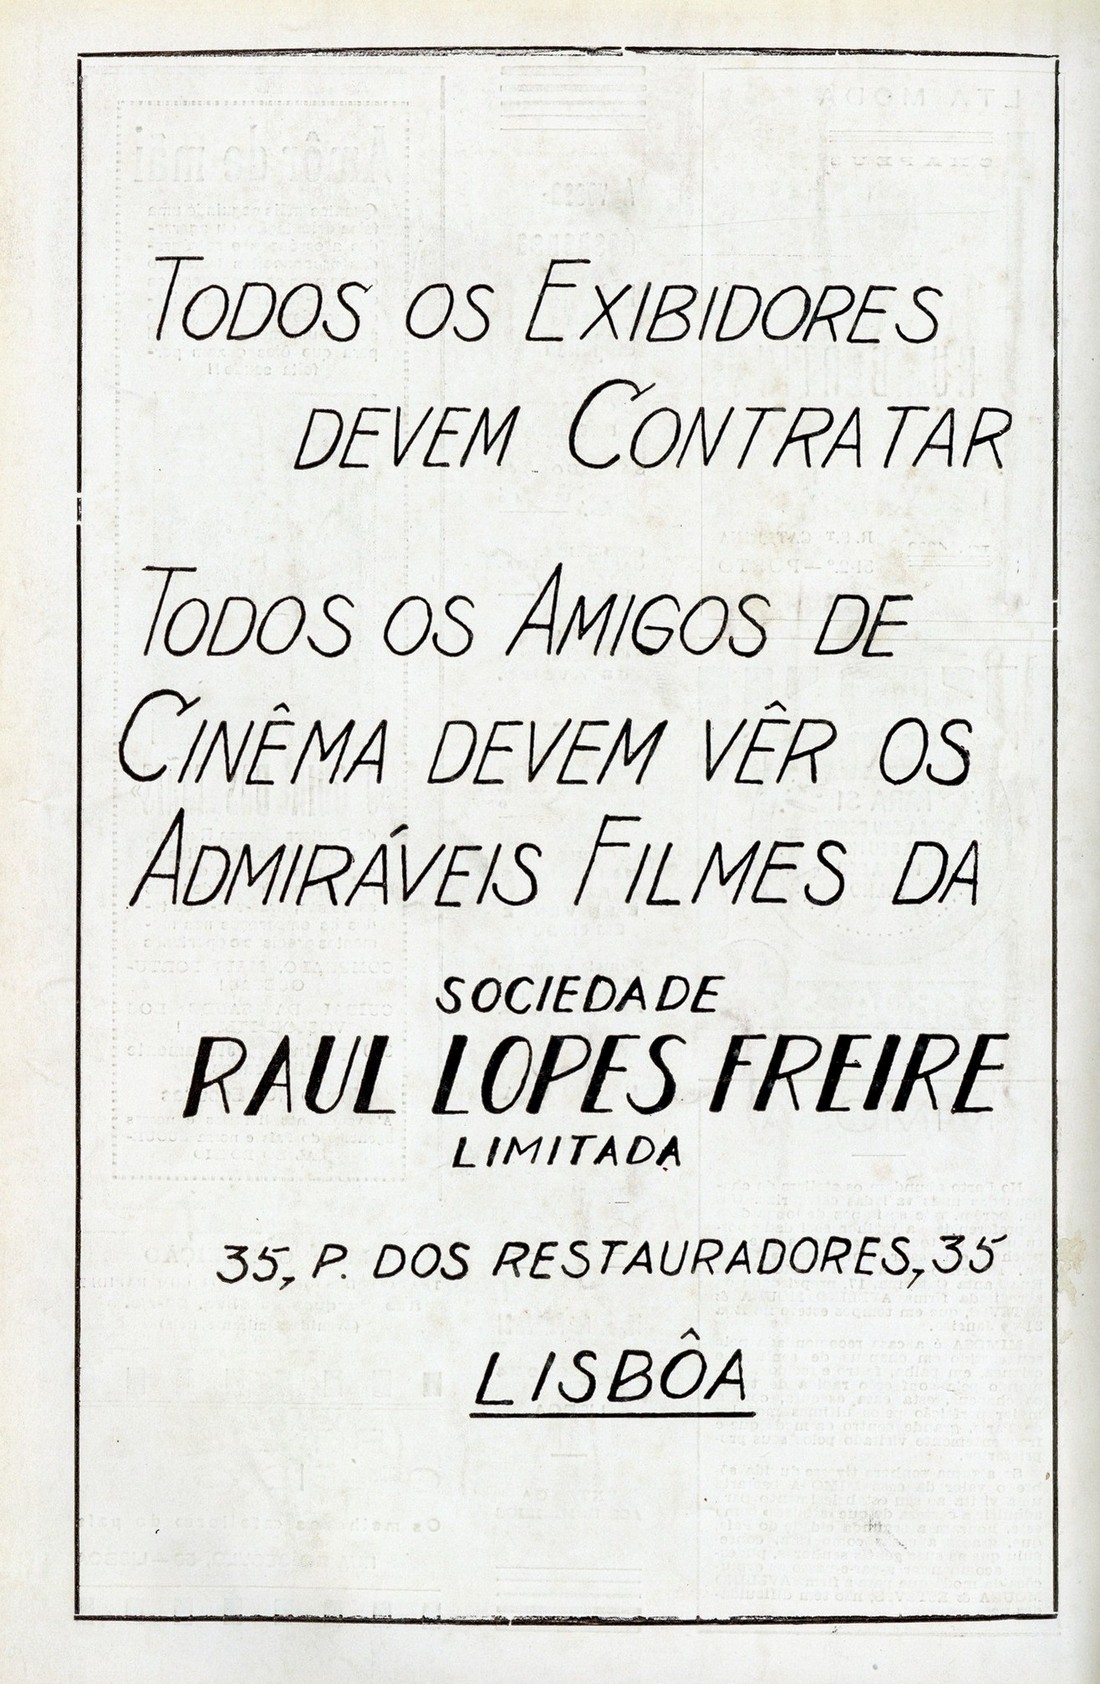 TODOS OS EXIBIDORES
DEVEM CONTRATAR
TODOS OS AMIGOS DE
CINÊMA DEVEM VÊR OS
ADMIRÁVEIS FILMES DA
SOCIEDADE
RAUL LOPES FREIRE
LIMITADA
35, P. DOS RESTAURADORES, 35
LISBÔA